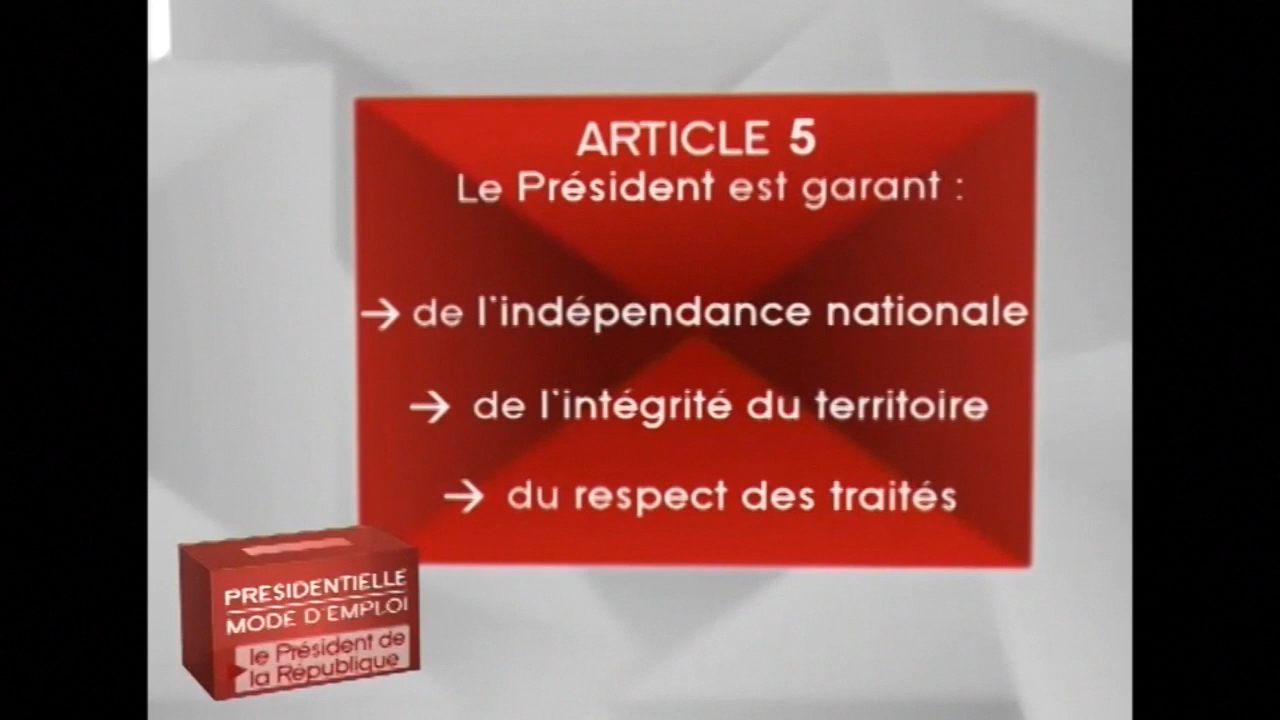 ARTICLE 5
Le Président est garant :
→ de l'indépendance nationale
→ de l'intégrité du territoire
→ du respect des traités
PRESIDENTIELLE
MODE D'EMPLOI
le Président de
la République